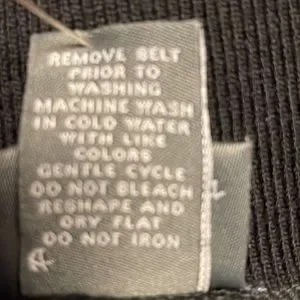 REMOVE BELT
PRIOR TO
WASHING
MACHINE WASH
IN COLD WATER
WITH LIKE
COLORS
GENTLE CYCLE
DO NOT BLEACH
RESHAPE AND
DRY FLAT
DO NOT IRON